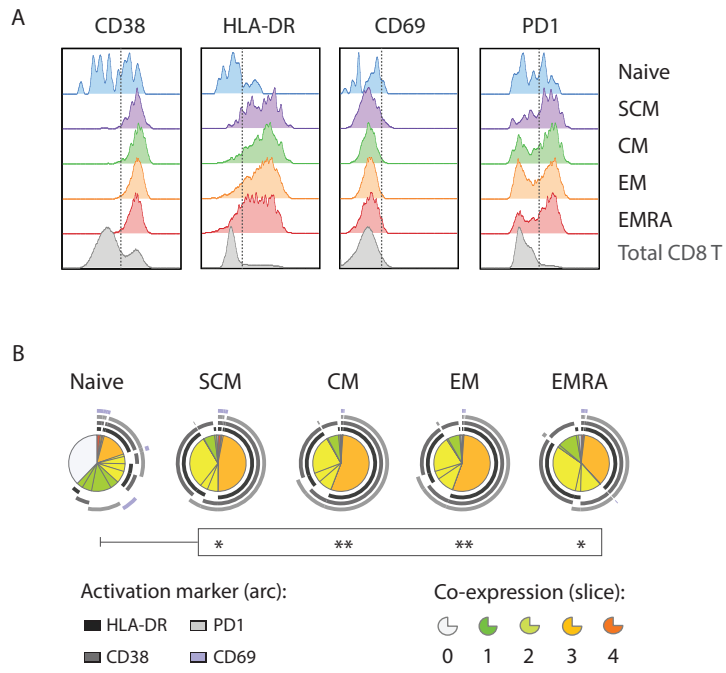 A
CD38 HLA-DR CD69 PD1
Naive
SCM
CM
EM
EMRA
Total CD8 T
B
Naive SCM CM EM EMRA
* ** ** *
Activation marker (arc): Co-expression (slice):
HLA-DR PD1
CD38 CD69
0 1 2 3 4